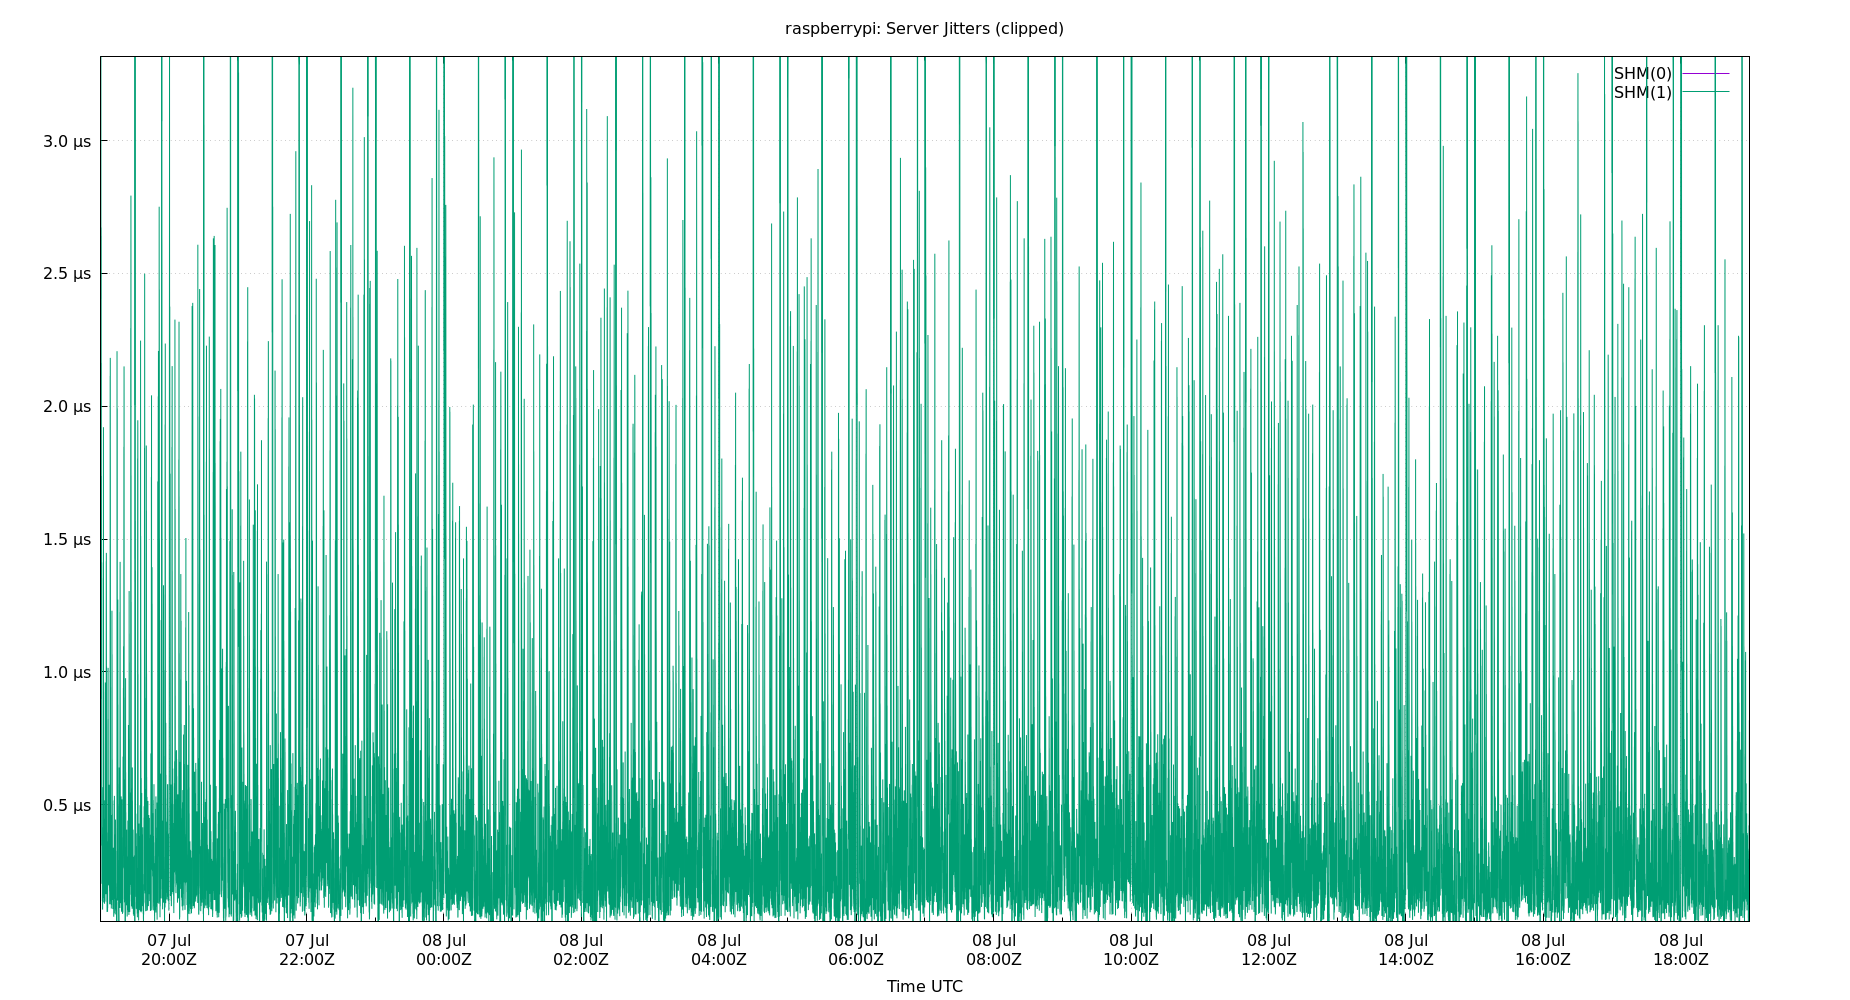 raspberrypi: Server Jitters (clipped)
SHM(0)
SHM(1)
3.0 µs
2.5 µs
2.0 µs
1.5 µs
1.0 µs
0.5 µs
07 Jul 07 Jul 08 Jul 08 Jul 08 Jul 08 Jul 08 Jul 08 Jul 08 Jul 08 Jul 08 Jul 08 Jul
20:00Z 22:00Z 00:00Z 02:00Z 04:00Z 06:00Z 08:00Z 10:00Z 12:00Z 14:00Z 16:00Z 18:00Z
Time UTC